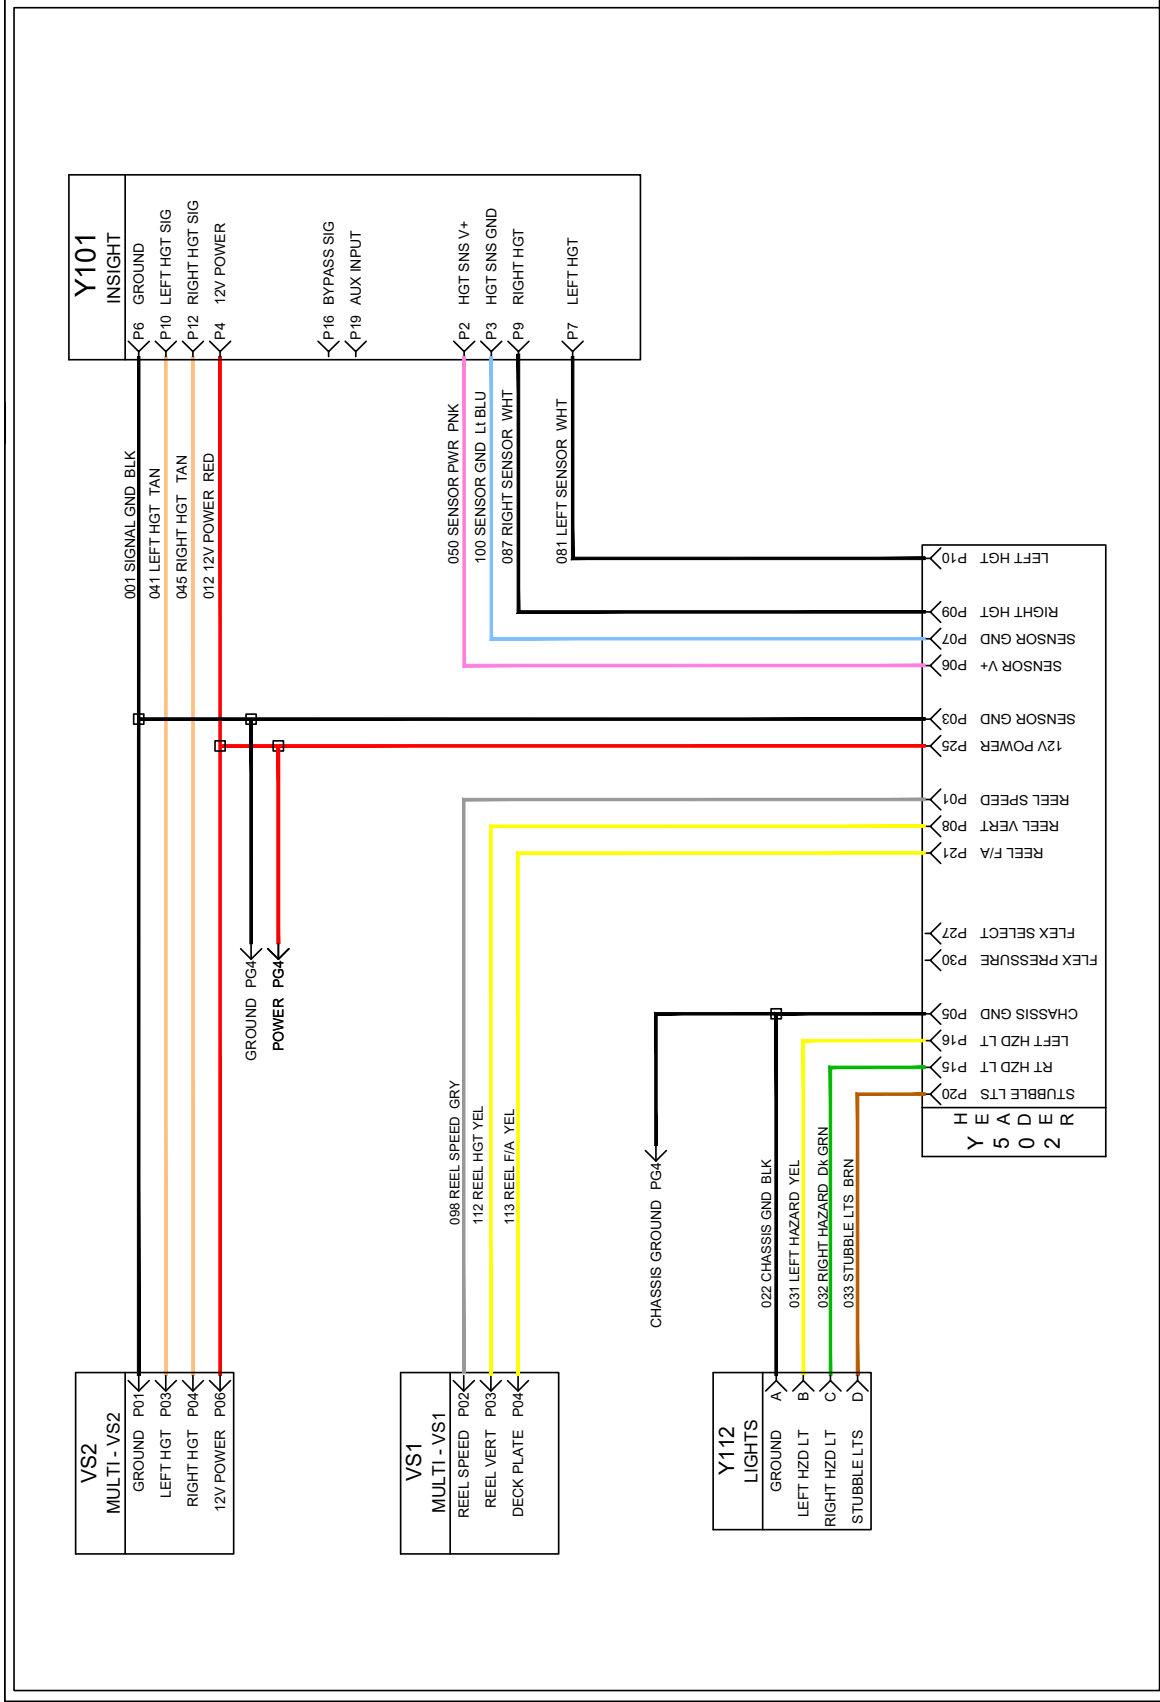 Y101
INSIGHT
P6 GROUND
P10 LEFT HGT SIG
P12 RIGHT HGT SIG
P4 12V POWER
P16 BYPASS SIG
P19 AUX INPUT
P2 HGT SNS V+
P3 HGT SNS GND
P9 RIGHT HGT
P7 LEFT HGT
001 SIGNAL GND BLK
041 LEFT HGT TAN
045 RIGHT HGT TAN
012 12V POWER RED
050 SENSOR PWR PNK
100 SENSOR GND Lt BLU
087 RIGHT SENSOR WHT
081 LEFT SENSOR WHT
P10 LEFT HGT
P09 RIGHT HGT
P07 SENSOR GND
P06 SENSOR V+
P03 SENSOR GND
P25 12V POWER
P01 REEL SPEED
P08 REEL VERT
P21 REEL F/A
P27 FLEX SELECT
P30 FLEX PRESSURE
P05 CHASSIS GND
P16 LEFT HZD LT
P15 RT HZD LT
P20 STUBBLE LTS
HEADER
Y502
GROUND PG4
POWER PG4
CHASSIS GROUND PG4
098 REEL SPEED GRY
112 REEL HGT YEL
113 REEL F/A YEL
022 CHASSIS GND BLK
031 LEFT HAZARD YEL
032 RIGHT HAZARD Dk GRN
033 STUBBLE LTS BRN
VS2
MULTI - VS2
GROUND P01
LEFT HGT P03
RIGHT HGT P04
12V POWER P06
VS1
MULTI - VS1
REEL SPEED P02
REEL VERT P03
DECK PLATE P04
Y112
LIGHTS
GROUND A
LEFT HZD LT B
RIGHT HZD LT C
STUBBLE LTS D